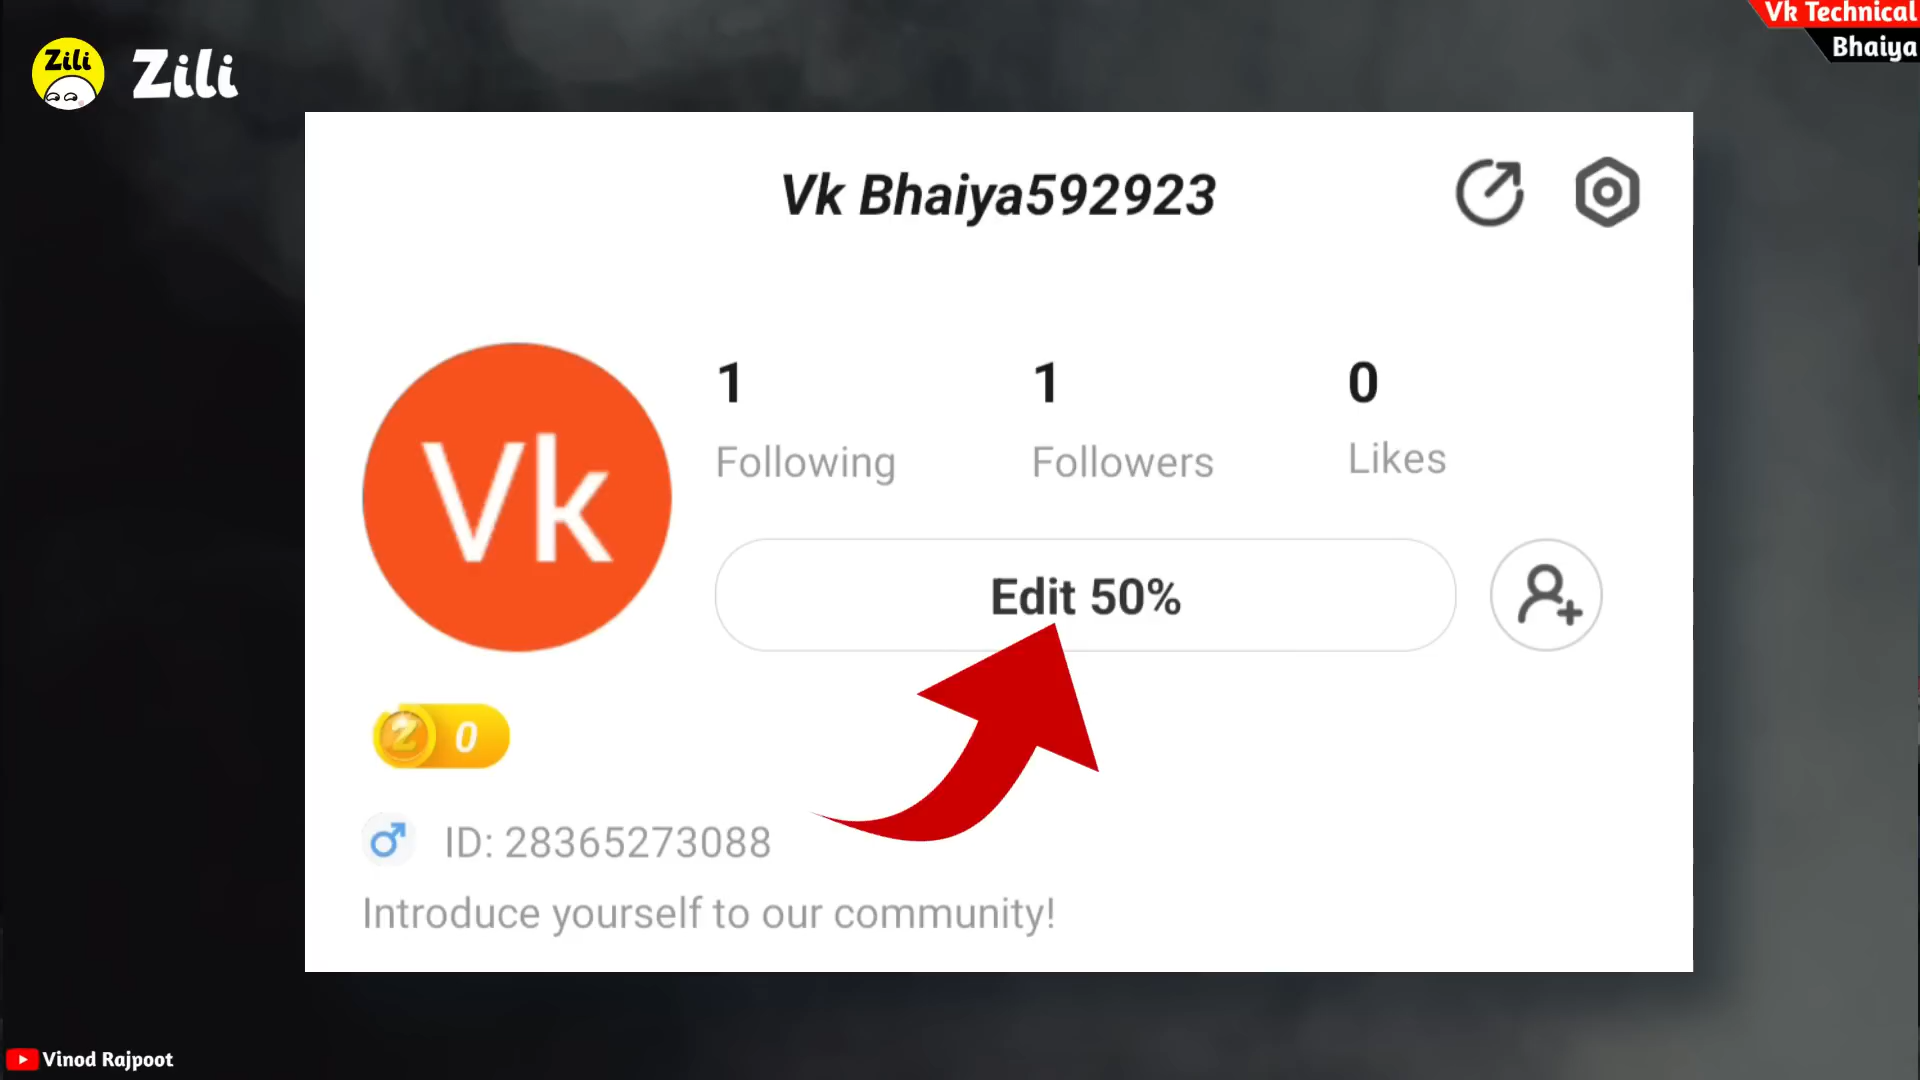 Vk Technical
Bhaiya
Zili
Zili
Vk Bhaiya592923
1
1
0
Following
Followers
Likes
Vk
Edit 50%
Z
0
ID: 28365273088
Introduce yourself to our community!
Vinod Rajpoot